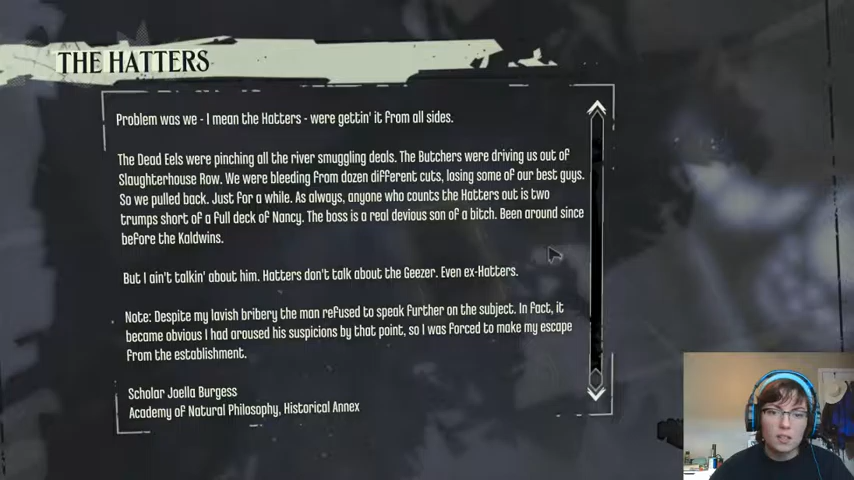 THE HATTERS
Problem was we - I mean the Hatters - were gettin' it from all sides.
The Dead Eels were pinching all the river smuggling deals. The Butchers were driving us out of
Slaughterhouse Row. We were bleeding from dozen different cuts, losing some of our best guys.
So we pulled back. Just for a while. As always, anyone who counts the Hatters out is two
trumps short of a full deck of Nancy. The boss is a real devious son of a bitch. Been around since
before the Kaldwins.
But I ain't talkin' about him. Hatters don't talk about the Geezer. Even ex-Hatters.
Note: Despite my lavish bribery the man refused to speak further on the subject. In fact, it
became obvious I had aroused his suspicions by that point, so I was forced to make my escape
from the establishment.
Scholar Joella Burgess
Academy of Natural Philosophy, Historical Annex